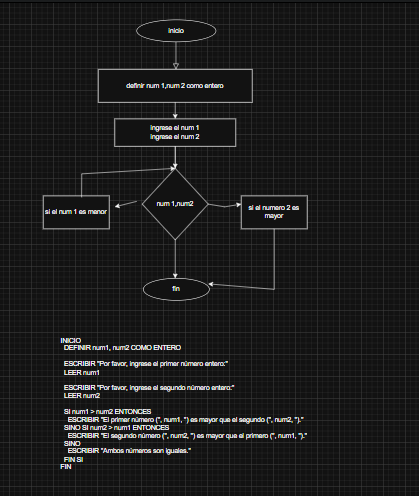 inicio
definir num 1,num 2 como entero
ingrese el num 1
ingrese el num 2
num 1,num2
si el num 1 es menor
si el numero 2 es
mayor
fin
INICIO
DEFINIR num1, num2 COMO ENTERO
ESCRIBIR "Por favor, ingrese el primer número entero:"
LEER num1
ESCRIBIR "Por favor, ingrese el segundo número entero:"
LEER num2
SI num1 > num2 ENTONCES
ESCRIBIR "El primer número (", num1, ") es mayor que el segundo (", num2, ")."
SINO SI num2 > num1 ENTONCES
ESCRIBIR "El segundo número (", num2, ") es mayor que el primero (", num1, ")."
SINO
ESCRIBIR "Ambos números son iguales."
FIN SI
FIN